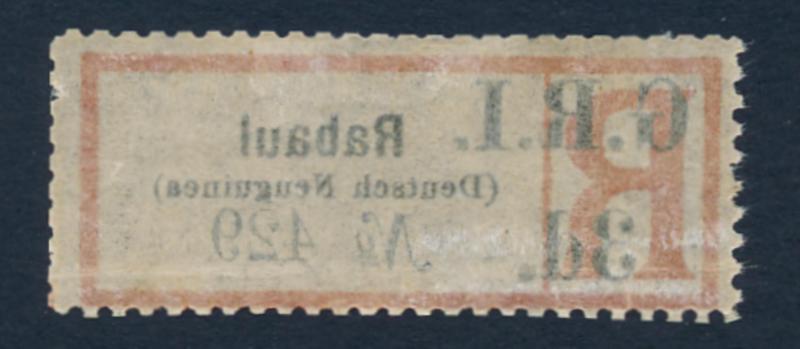 G.R.I.
R
Rabaul
(Deutsch Neuguinea)
3d.
№ 429